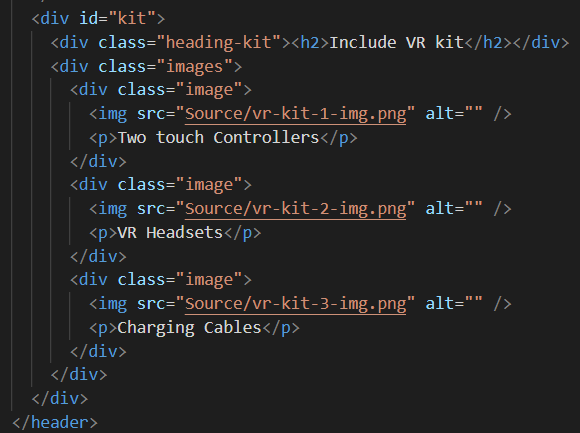 <div id="kit">
<div class="heading-kit"><h2>Include VR kit</h2></div>
<div class="images">
<div class="image">
<img src="Source/vr-kit-1-img.png" alt="" />
<p>Two touch Controllers</p>
</div>
<div class="image">
<img src="Source/vr-kit-2-img.png" alt="" />
<p>VR Headsets</p>
</div>
<div class="image">
<img src="Source/vr-kit-3-img.png" alt="" />
<p>Charging Cables</p>
</div>
</div>
</div>
</header>